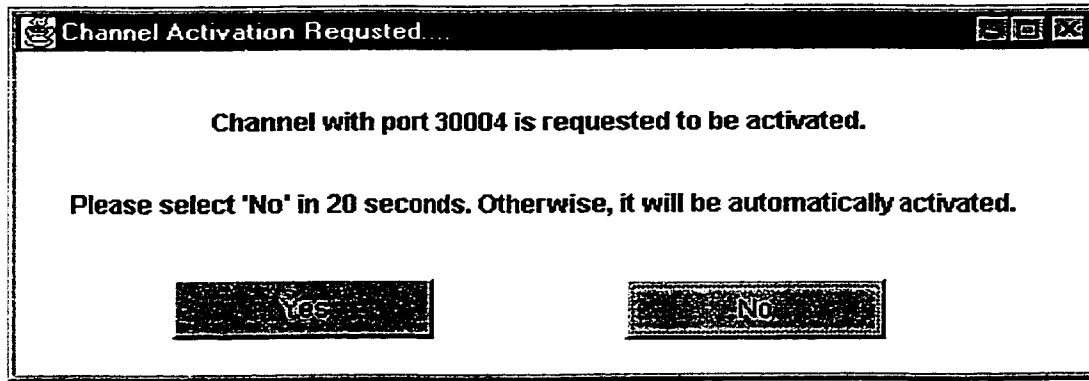 Channel Activation Requsted....
Channel with port 30004 is requested to be activated.
Please select 'No' in 20 seconds. Otherwise, it will be automatically activated.
Yes No